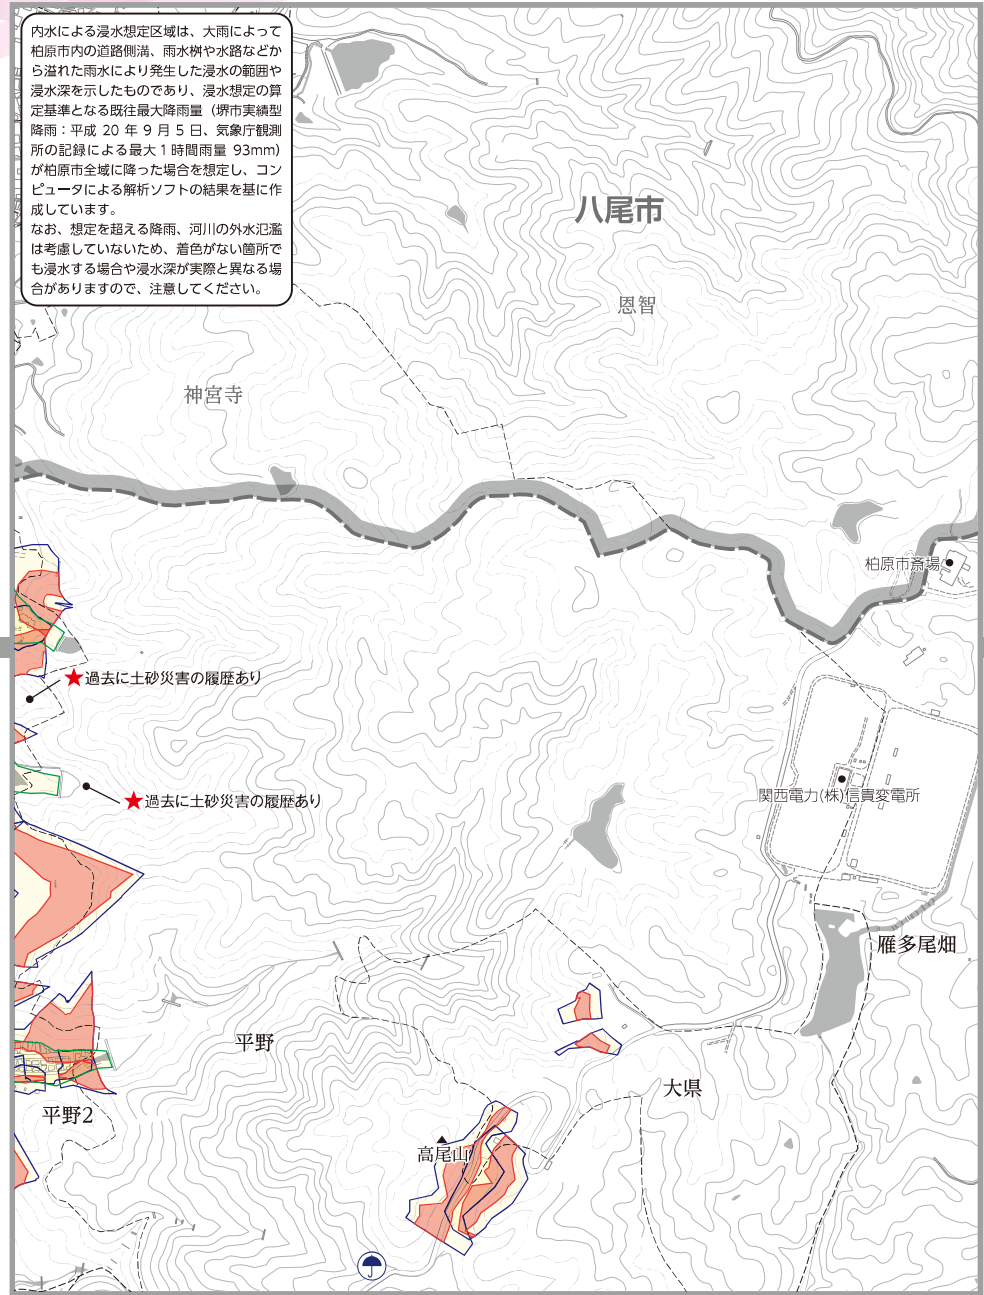 内水による浸水想定区域は、大雨によって
柏原市内の道路側溝、雨水桝や水路などか
ら溢れた雨水により発生した浸水の範囲や
浸水深を示したものであり、浸水想定の算
定基準となる既往最大降雨量（堺市実績型
降雨：平成 20 年 9 月 5 日、気象庁観測
所の記録による最大1時間雨量 93mm）
が柏原市全域に降った場合を想定し、コン
ピュータによる解析ソフトの結果を基に作
成しています。
なお、想定を超える降雨、河川の外水氾濫
は考慮していないため、着色がない箇所で
も浸水する場合や浸水深が実際と異なる場
合がありますので、注意してください。
八尾市
恩智
神宮寺
柏原市斎場
★過去に土砂災害の履歴あり
関西電力(株)信貴変電所
★過去に土砂災害の履歴あり
雁多尾畑
平野
大県
平野2
高尾山